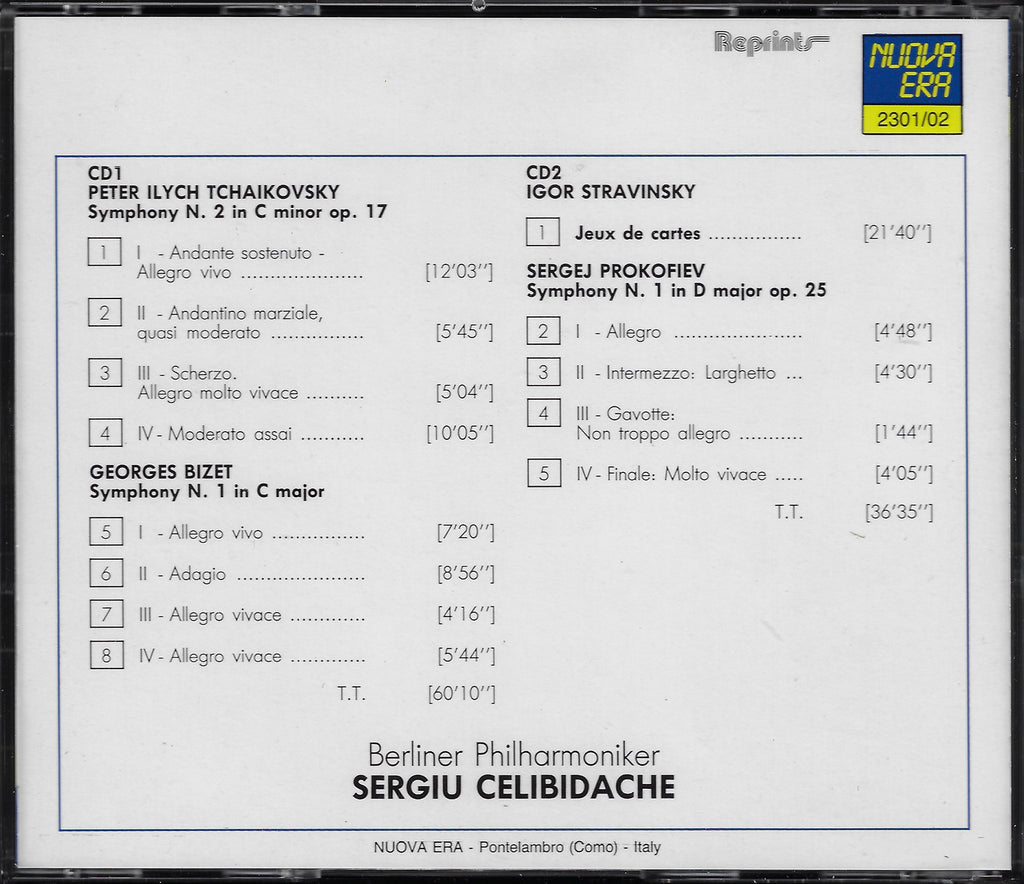 Reprints
NUOVA
ERA
2301/02
CD1
PETER ILYCH TCHAIKOVSKY
Symphony N. 2 in C minor op. 17
1 I - Andante sostenuto -
Allegro vivo ..................... [12'03'']
2 II - Andantino marziale,
quasi moderato ................ [5'45'']
3 III - Scherzo.
Allegro molto vivace .......... [5'04'']
4 IV - Moderato assai ........... [10'05'']
GEORGES BIZET
Symphony N. 1 in C major
5 I - Allegro vivo ................ [7'20'']
6 II - Adagio ...................... [8'56'']
7 III - Allegro vivace ............. [4'16'']
8 IV - Allegro vivace ............. [5'44'']
T.T. [60'10'']
CD2
IGOR STRAVINSKY
1 Jeux de cartes ................ [21'40'']
SERGEJ PROKOFIEV
Symphony N. 1 in D major op. 25
2 I - Allegro ...................... [4'48'']
3 II - Intermezzo: Larghetto ... [4'30'']
4 III - Gavotte:
Non troppo allegro ........... [1'44'']
5 IV - Finale: Molto vivace ..... [4'05'']
T.T. [36'35'']
Berliner Philharmoniker
SERGIU CELIBIDACHE
NUOVA ERA - Pontelambro (Como) - Italy